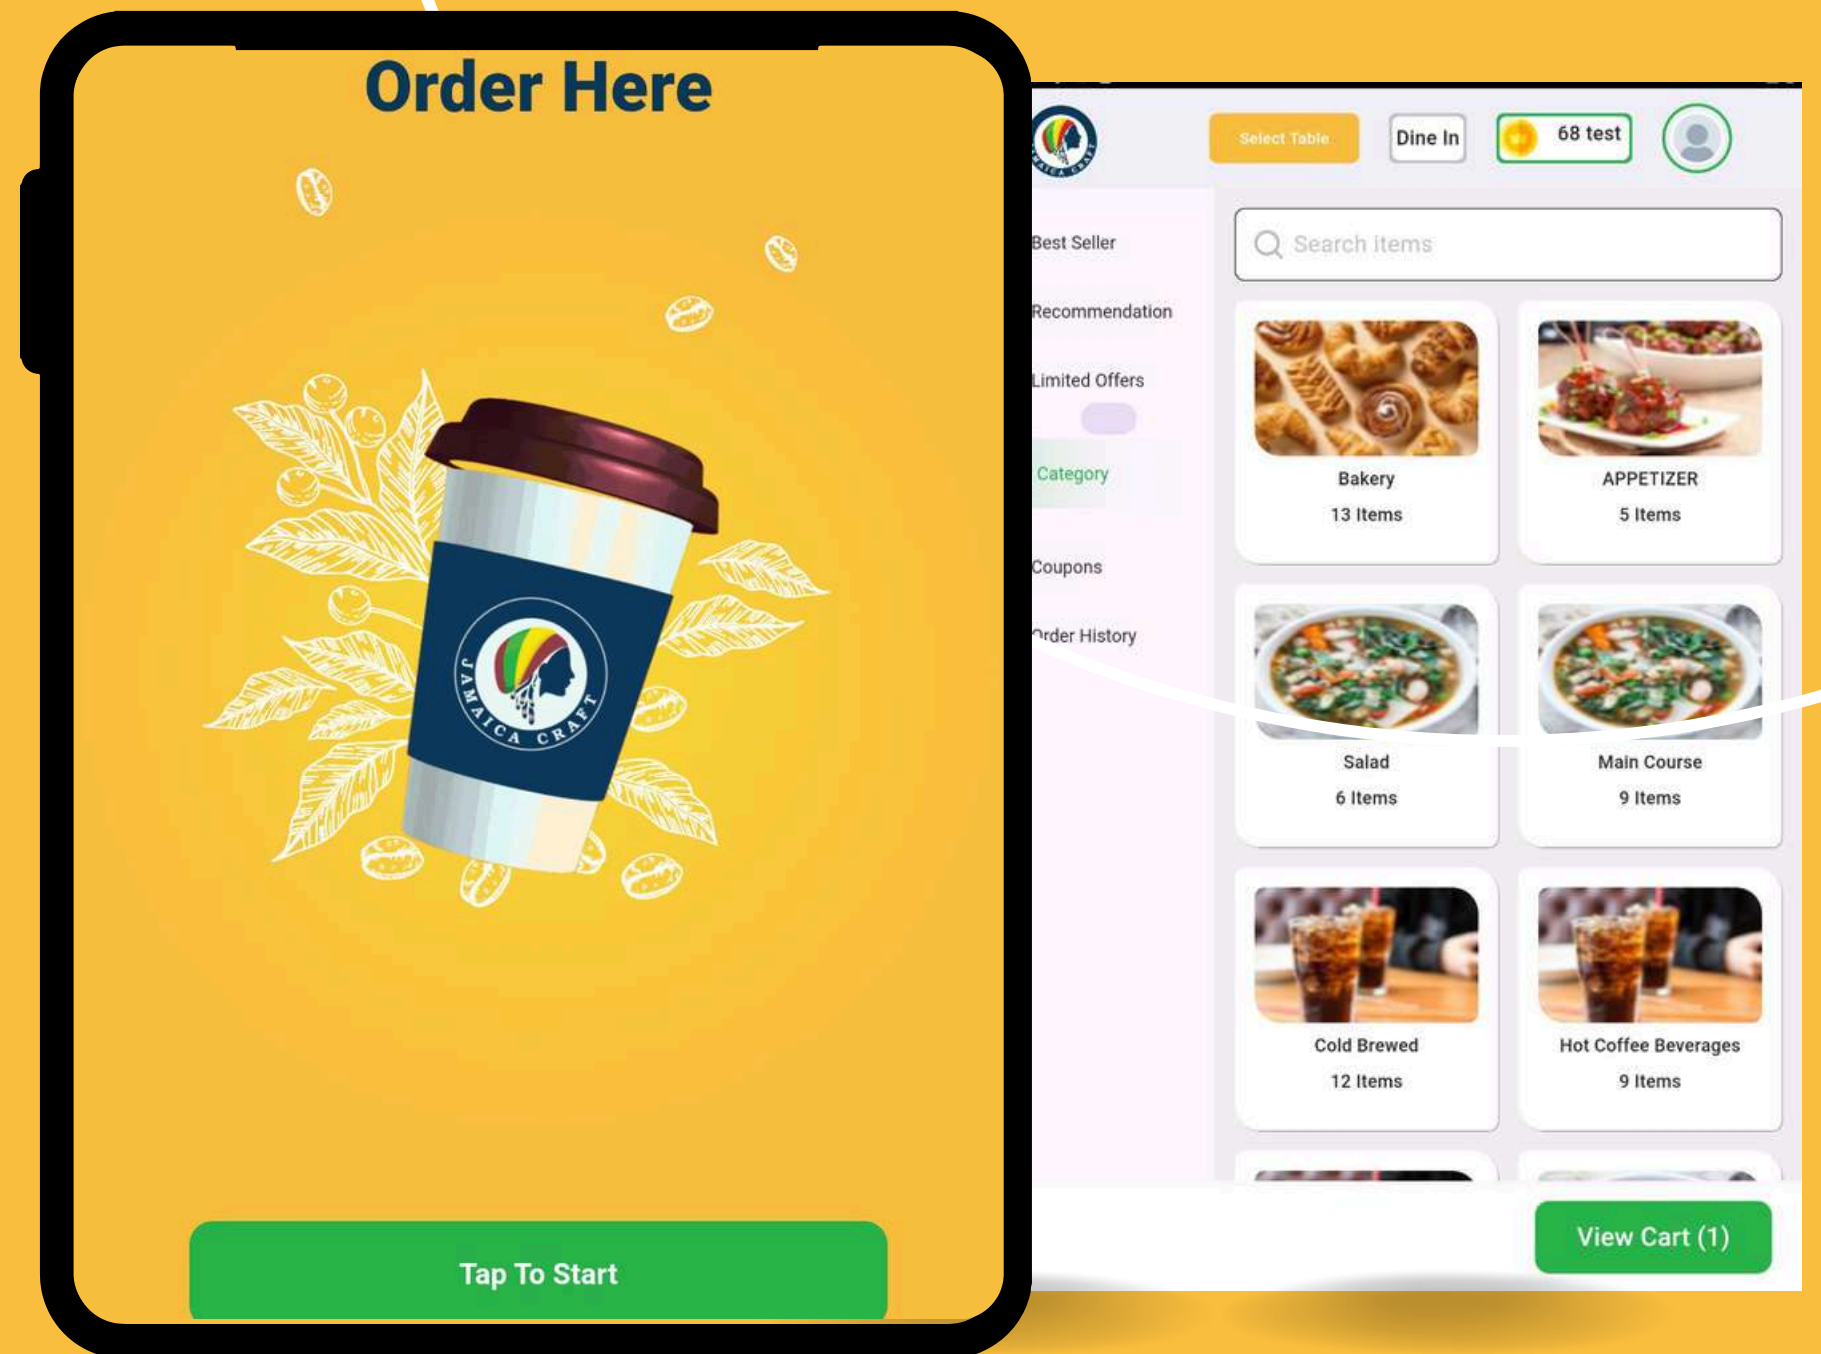 Order Here
JAMAICA CRAFT
Tap To Start
Select Table
Dine In
68 test
Best Seller
Recommendation
Limited Offers
Category
Coupons
Order History
Search items
Bakery
13 Items
APPETIZER
5 Items
Salad
6 Items
Main Course
9 Items
Cold Brewed
12 Items
Hot Coffee Beverages
9 Items
View Cart (1)